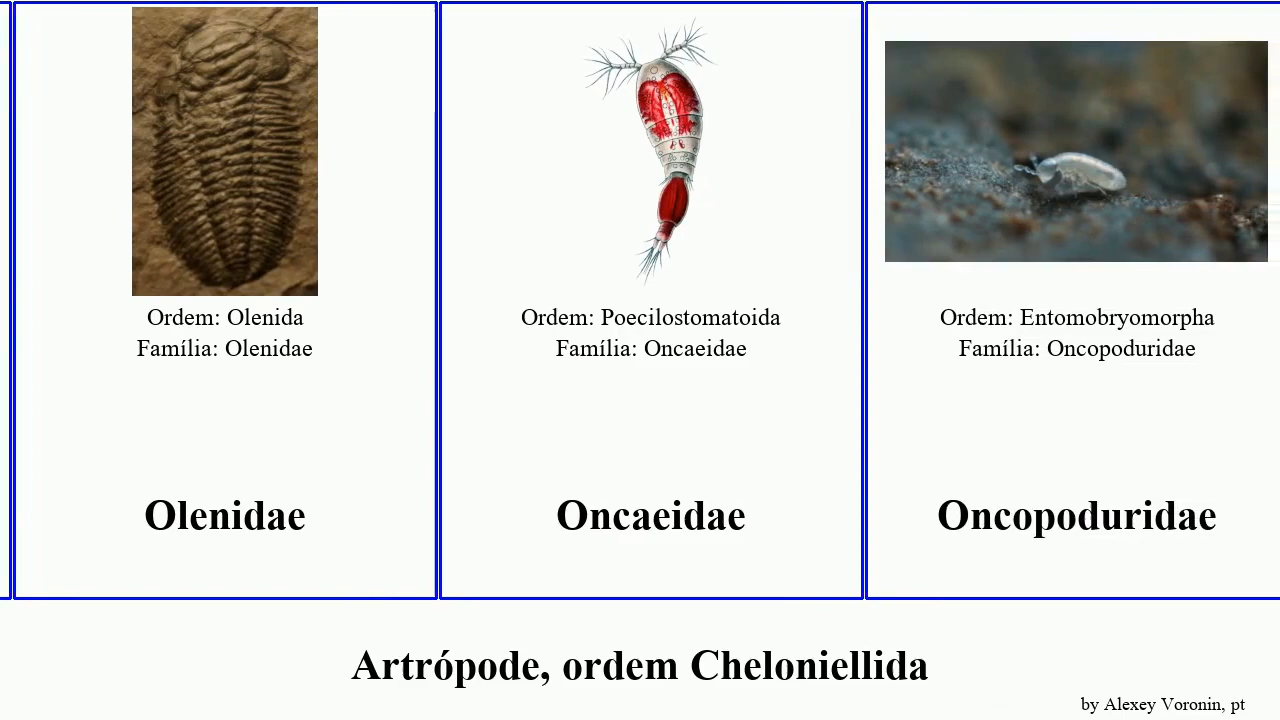 Ordem: Olenida
Família: Olenidae
Olenidae
Ordem: Poecilostomatoida
Família: Oncaeidae
Oncaeidae
Ordem: Entomobryomorpha
Família: Oncopoduridae
Oncopoduridae
Artrópode, ordem Cheloniellida
by Alexey Voronin, pt